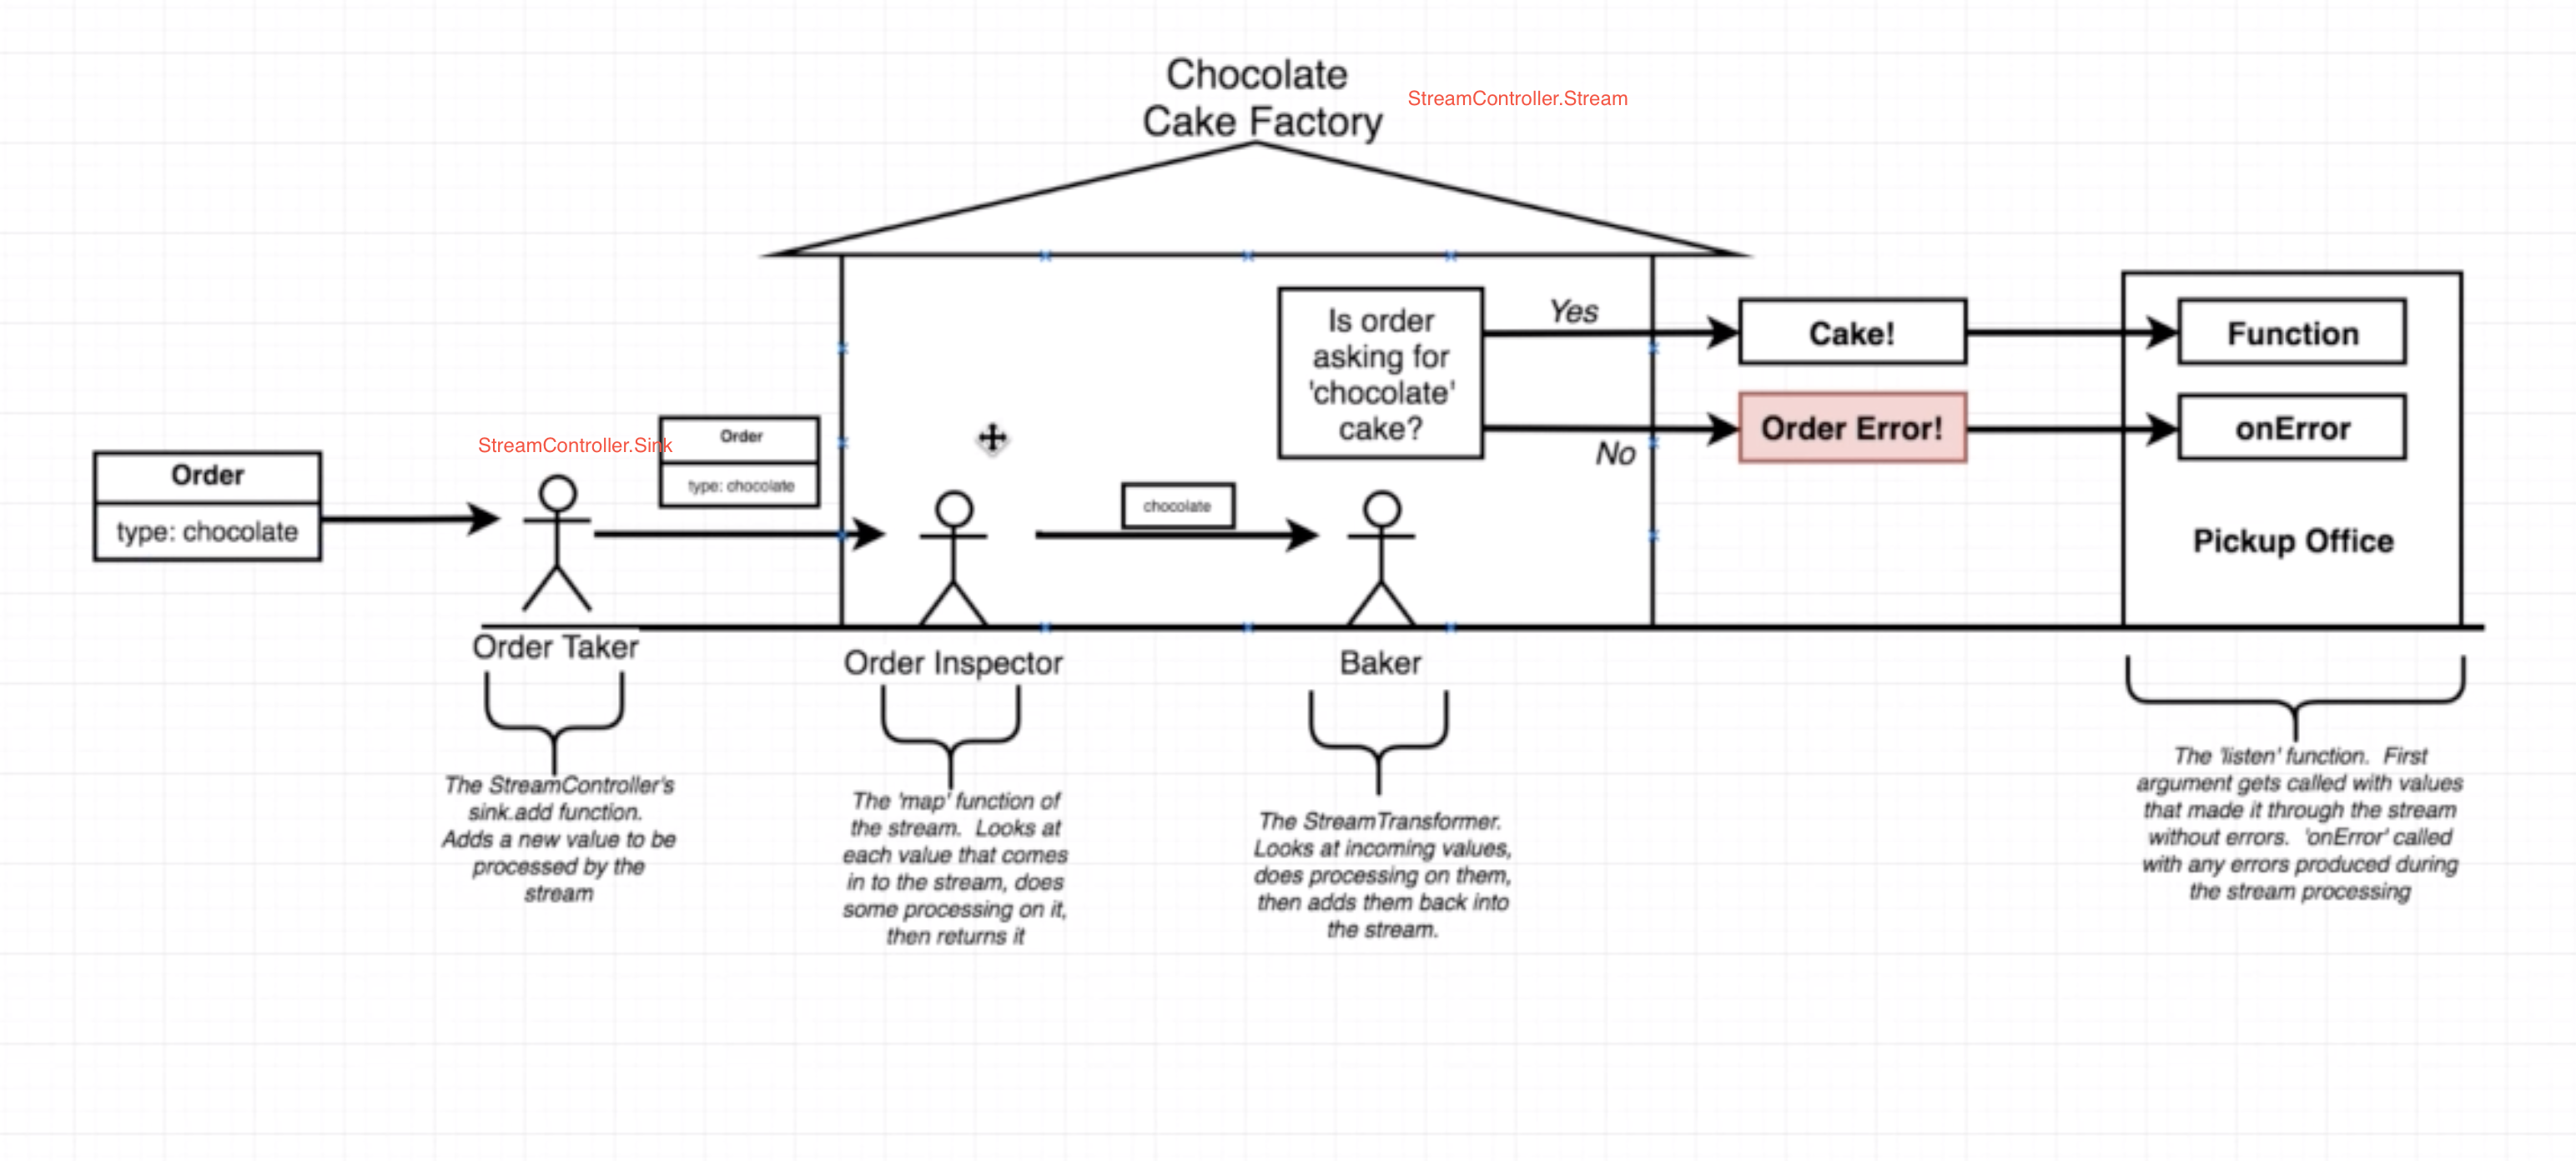 Chocolate
Cake Factory
StreamController.Stream
Is order
asking for
'chocolate'
cake?
Yes
No
Cake!
Order Error!
Function
onError
Pickup Office
StreamController.Sink
Order
type: chocolate
Order
type: chocolate
chocolate
Order Taker
Order Inspector
Baker
The StreamController's
sink.add function.
Adds a new value to be
processed by the
stream
The 'map' function of
the stream. Looks at
each value that comes
in to the stream, does
some processing on it,
then returns it
The StreamTransformer.
Looks at incoming values,
does processing on them,
then adds them back into
the stream.
The 'listen' function. First
argument gets called with values
that made it through the stream
without errors. 'onError' called
with any errors produced during
the stream processing